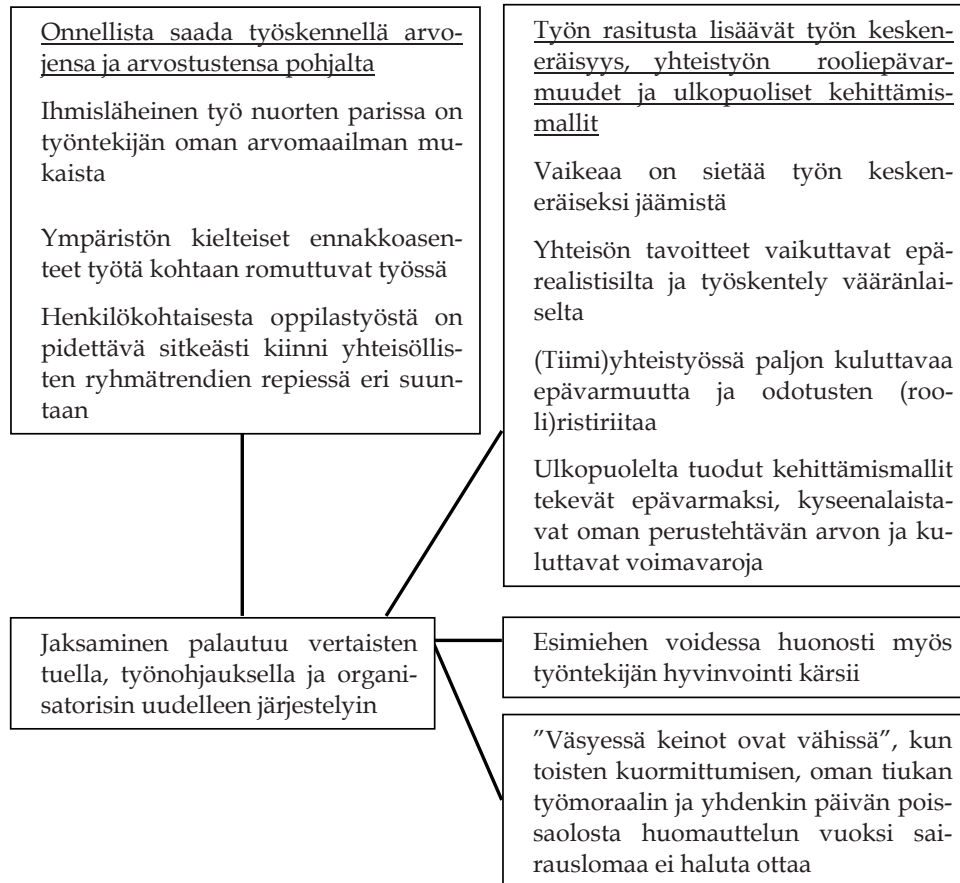 Onnellista saada työskennellä arvo-
jensa ja arvostustensa pohjalta
Ihmisläheinen työ nuorten parissa on
työntekijän oman arvomaailman mu-
kaista
Ympäristön kielteiset ennakkoasen-
teet työtä kohtaan romuttuvat työssä
Henkilökohtaisesta oppilastyöstä on
pidettävä sitkeästi kiinni yhteisöllis-
ten ryhmätrendien repiessä eri suun-
taan
Työn rasitusta lisäävät työn kesken-
eräisyys, yhteistyön rooliepävar-
muudet ja ulkopuoliset kehittämis-
mallit
Vaikeaa on sietää työn kesken-
eräiseksi jäämistä
Yhteisön tavoitteet vaikuttavat epä-
realistisilta ja työskentely vääränlai-
selta
(Tiimi)yhteistyössä paljon kuluttavaa
epävarmuutta ja odotusten (roo-
li)ristiriitaa
Ulkopuolelta tuodut kehittämismallit
tekevät epävarmaksi, kyseenalaista-
vat oman perustehtävän arvon ja ku-
luttavat voimavaroja
Jaksaminen palautuu vertaisten
tuella, työnohjauksella ja organi-
satorisin uudelleen järjestelyin
Esimiehen voidessa huonosti myös
työntekijän hyvinvointi kärsii
”Väsyessä keinot ovat vähissä”, kun
toisten kuormittumisen, oman tiukan
työmoraalin ja yhdenkin päivän pois-
saolosta huomauttelun vuoksi sai-
rauslomaa ei haluta ottaa